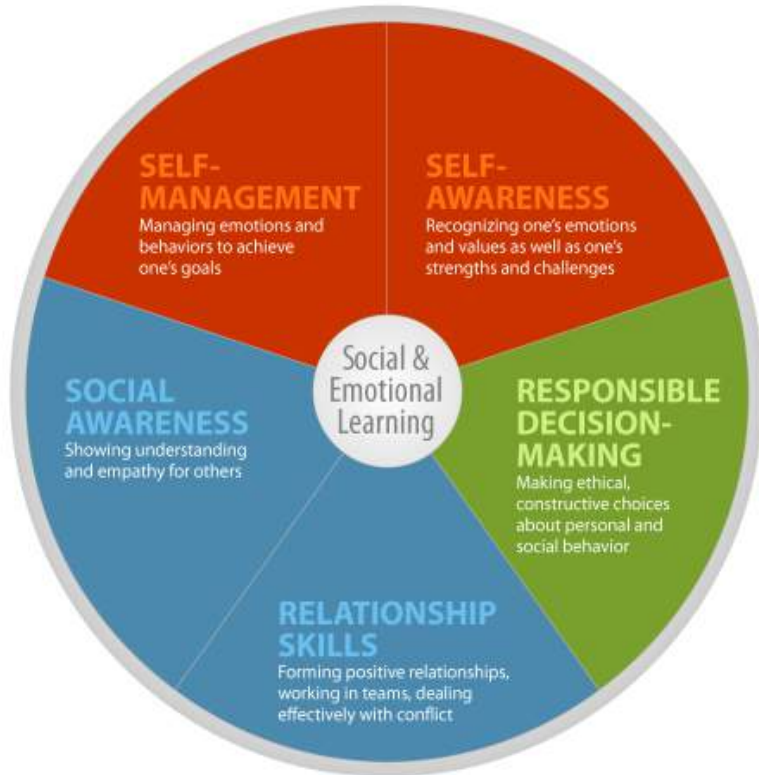 SELF-
MANAGEMENT
Managing emotions and
behaviors to achieve
one’s goals
SELF-
AWARENESS
Recognizing one’s emotions
and values as well as one’s
strengths and challenges
Social &
Emotional
Learning
SOCIAL
AWARENESS
Showing understanding
and empathy for others
RESPONSIBLE
DECISION-
MAKING
Making ethical,
constructive choices
about personal and
social behavior
RELATIONSHIP
SKILLS
Forming positive relationships,
working in teams, dealing
effectively with conflict